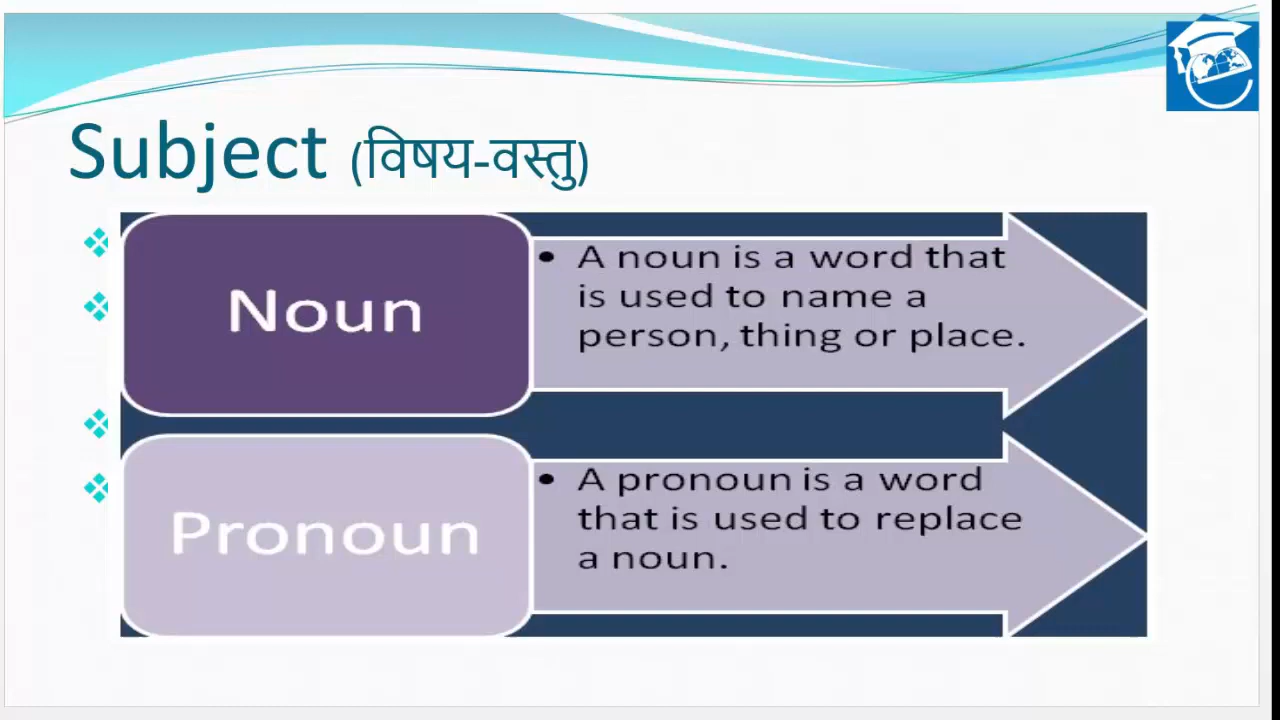 Subject (विषय-वस्तु)
Noun
• A noun is a word that
is used to name a
person, thing or place.
Pronoun
• A pronoun is a word
that is used to replace
a noun.